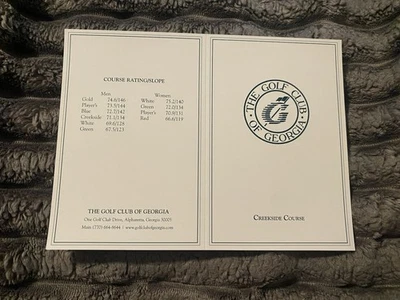 COURSE RATING/SLOPE
Men
Gold 74.8/146
Player's 73.5/144
Blue 72.7/142
Creekside 71.1/134
White 69.6/128
Green 67.5/123
Women
White 75.2/140
Green 72.0/134
Player's 70.8/131
Red 66.6/119
THE GOLF CLUB OF GEORGIA
One Golf Club Drive, Alpharetta, Georgia 30005
Main (770) 664-8644 | www.golfclubofgeorgia.com
THE GOLF CLUB
OF GEORGIA
CREEKSIDE COURSE